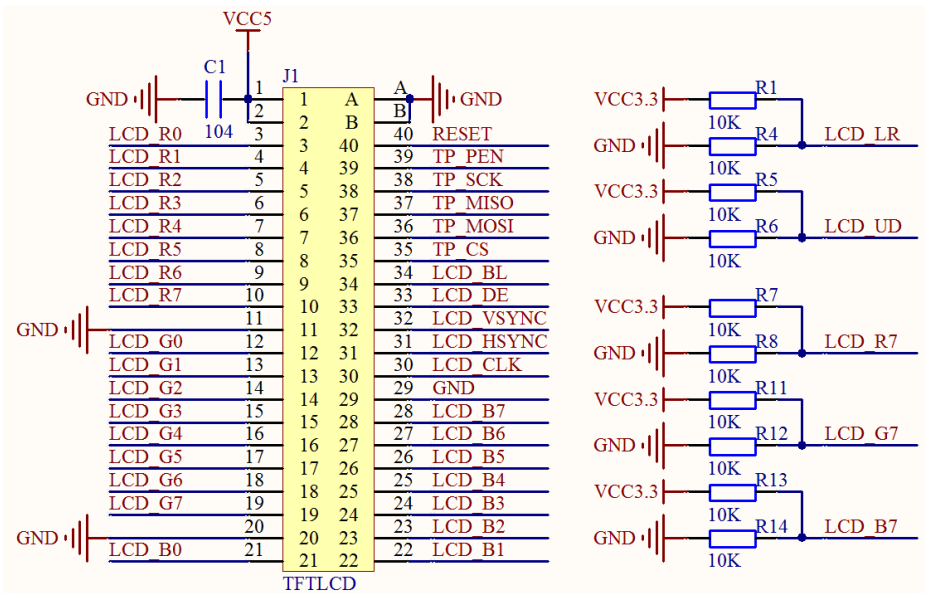 VCC5
C1
J1
GND
104
1
2
1
2
A
B
A
B
GND
LCD_R0 3 3 40 40 RESET
LCD_R1 4 4 39 39 TP_PEN
LCD_R2 5 5 38 38 TP_SCK
LCD_R3 6 6 37 37 TP_MISO
LCD_R4 7 7 36 36 TP_MOSI
LCD_R5 8 8 35 35 TP_CS
LCD_R6 9 9 34 34 LCD_BL
LCD_R7 10 10 33 33 LCD_DE
GND 11 11 32 32 LCD_VSYNC
LCD_G0 12 12 31 31 LCD_HSYNC
LCD_G1 13 13 30 30 LCD_CLK
LCD_G2 14 14 29 29 GND
LCD_G3 15 15 28 28 LCD_B7
LCD_G4 16 16 27 27 LCD_B6
LCD_G5 17 17 26 26 LCD_B5
LCD_G6 18 18 25 25 LCD_B4
LCD_G7 19 19 24 24 LCD_B3
GND 20 20 23 23 LCD_B2
LCD_B0 21 21 22 22 LCD_B1
TFTLCD
VCC3.3 R1
10K
GND R4 LCD_LR
10K
VCC3.3 R5
10K
GND R6 LCD_UD
10K
VCC3.3 R7
10K
GND R8 LCD_R7
10K
VCC3.3 R11
10K
GND R12 LCD_G7
10K
VCC3.3 R13
10K
GND R14 LCD_B7
10K